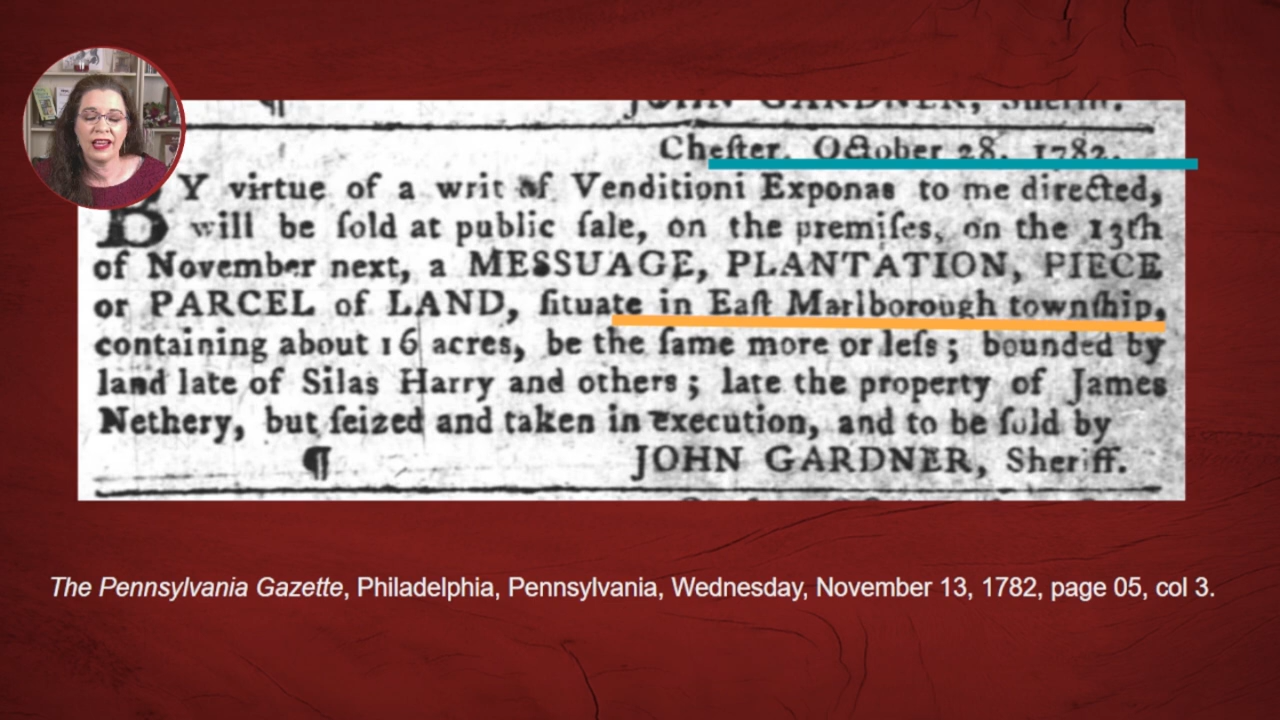 JOHN GARDNER, Sheriff.
Cheſter, October 28, 1782.
BY virtue of a writ of Venditioni Exponas to me directed,
will be ſold at public ſale, on the premiſes, on the 13th
of November next, a MESSUAGE, PLANTATION, PIECE
or PARCEL of LAND, ſituate in Eaſt Marlborough townſhip,
containing about 16 acres, be the ſame more or leſs; bounded by
land late of Silas Harry and others; late the property of James
Nethery, but ſeized and taken in execution, and to be ſold by
¶ JOHN GARDNER, Sheriff.
The Pennsylvania Gazette, Philadelphia, Pennsylvania, Wednesday, November 13, 1782, page 05, col 3.